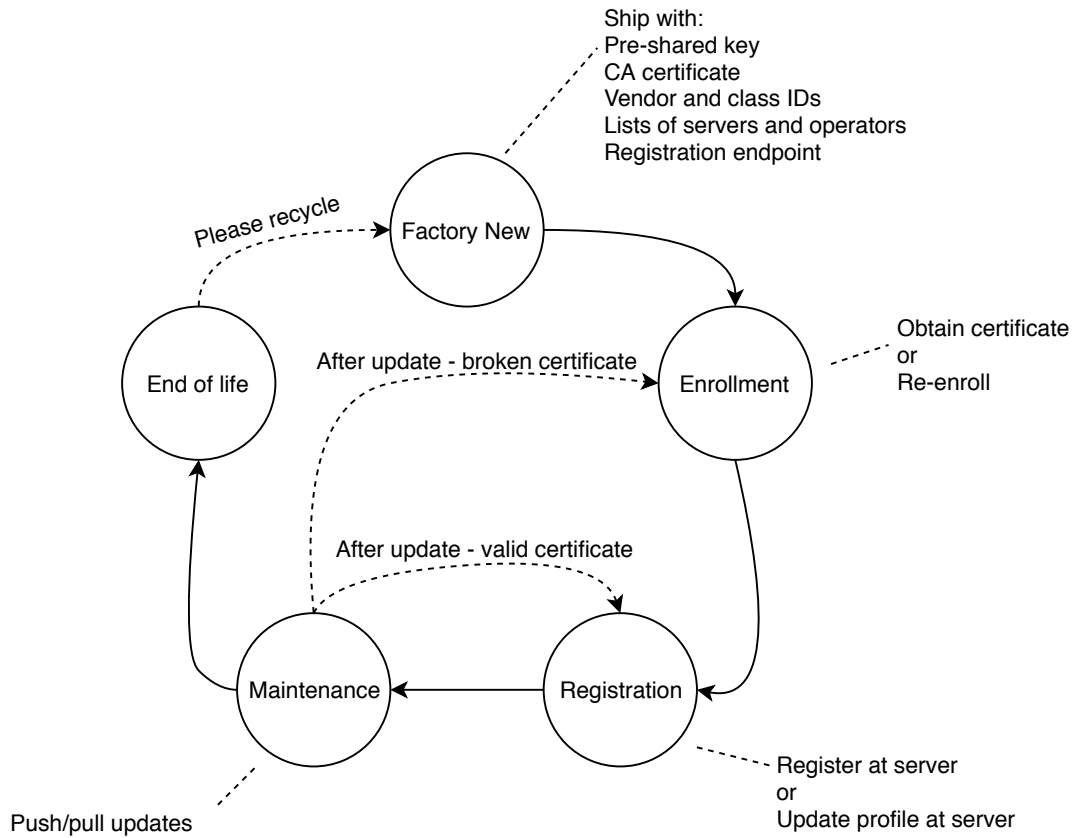 Ship with:
Pre-shared key
CA certificate
Vendor and class IDs
Lists of servers and operators
Registration endpoint
Please recycle
Factory New
End of life
After update - broken certificate
Enrollment
Obtain certificate
or
Re-enroll
After update - valid certificate
Maintenance
Registration
Register at server
or
Update profile at server
Push/pull updates